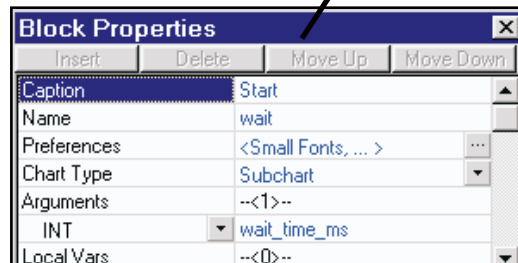 Block Properties
Insert Delete Move Up Move Down
Caption Start
Name wait
Preferences <Small Fonts, ... > ...
Chart Type Subchart
Arguments --<1>--
INT wait_time_ms
Local Vars --<0>--